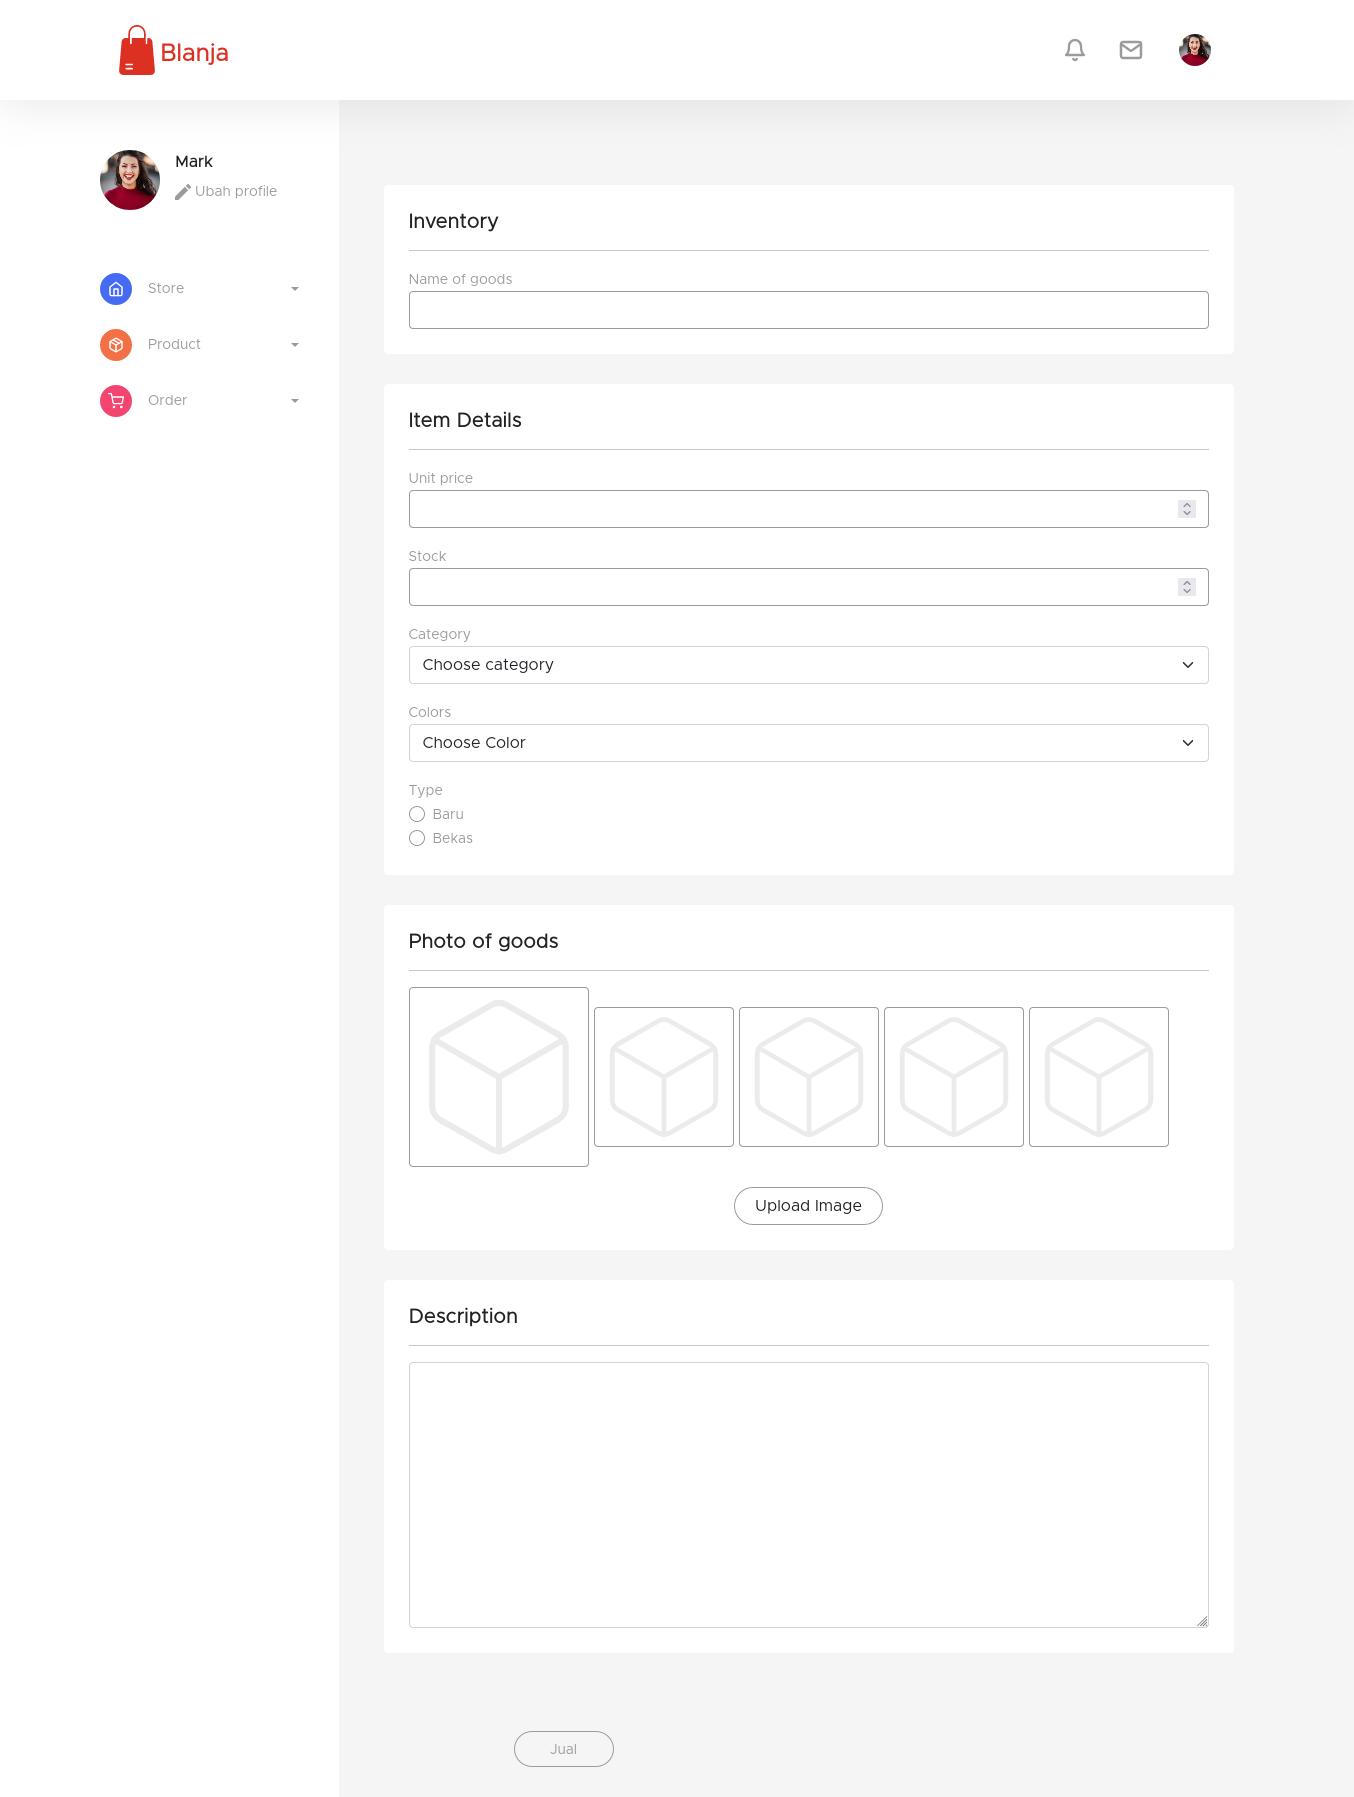 Blanja
Mark
Ubah profile
Store
Product
Order
Inventory
Name of goods
Item Details
Unit price
Stock
Category
Choose category
Colors
Choose Color
Type
Baru
Bekas
Photo of goods
Upload Image
Description
Jual